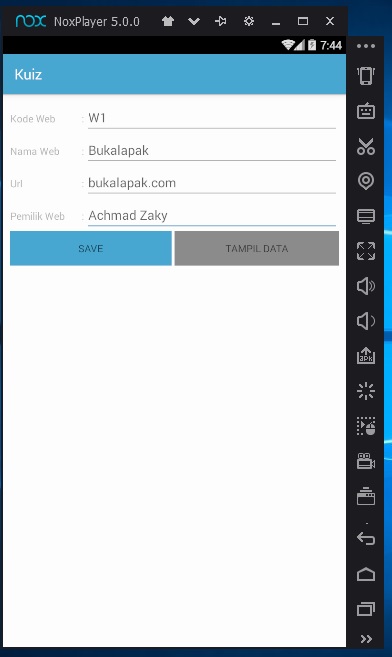 nox NoxPlayer 5.0.0
7:44
Kuiz
Kode Web : W1
Nama Web : Bukalapak
Url : bukalapak.com
Pemilik Web : Achmad Zaky
SAVE TAMPIL DATA